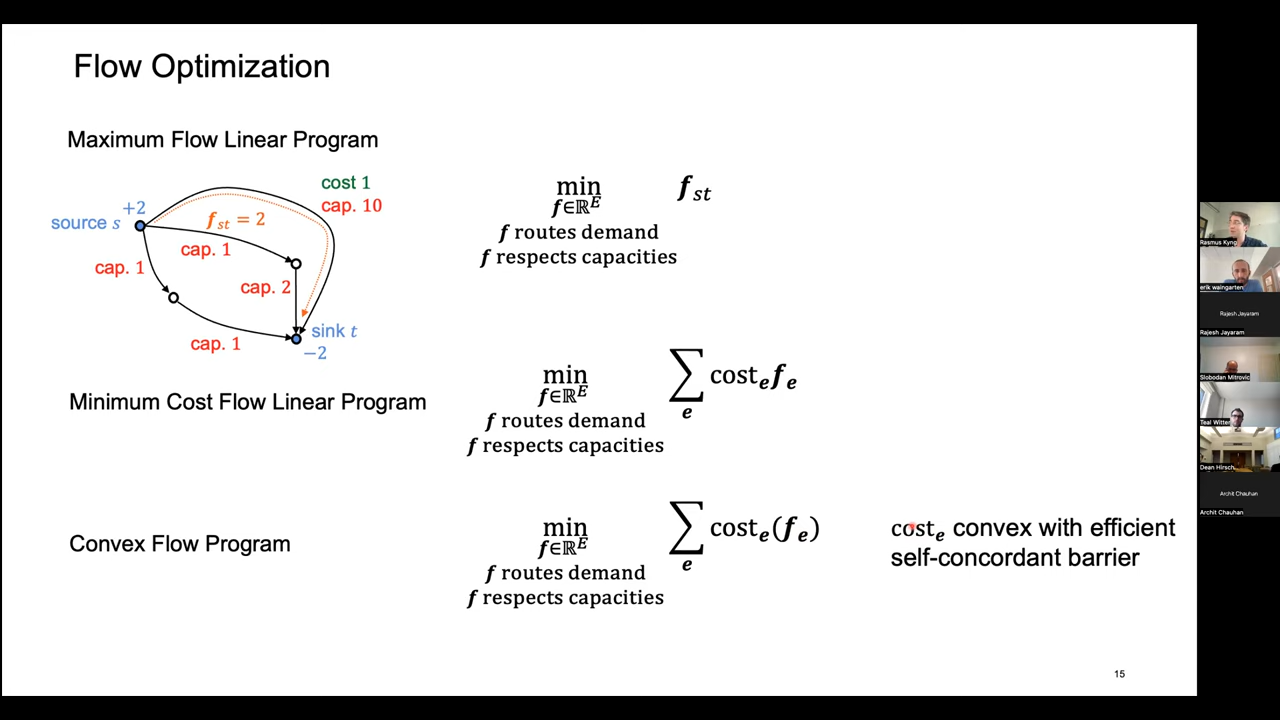 Flow Optimization
Maximum Flow Linear Program
cost 1
cap. 10
+2
source s
f_st = 2
cap. 1
cap. 1
cap. 2
sink t
cap. 1
−2
min f_st
f∈ℝ^E
f routes demand
f respects capacities
Minimum Cost Flow Linear Program
min ∑ cost_e f_e
f∈ℝ^E e
f routes demand
f respects capacities
Convex Flow Program
min ∑ cost_e(f_e)
f∈ℝ^E e
f routes demand
f respects capacities
cost_e convex with efficient
self-concordant barrier
15
Rasmus Kyng
erik waingarten
Rajesh Jayaram
Rajesh Jayaram
Slobodan Mitrovic
Teal Witter
Dean Hirsch
Archit Chauhan
Archit Chauhan